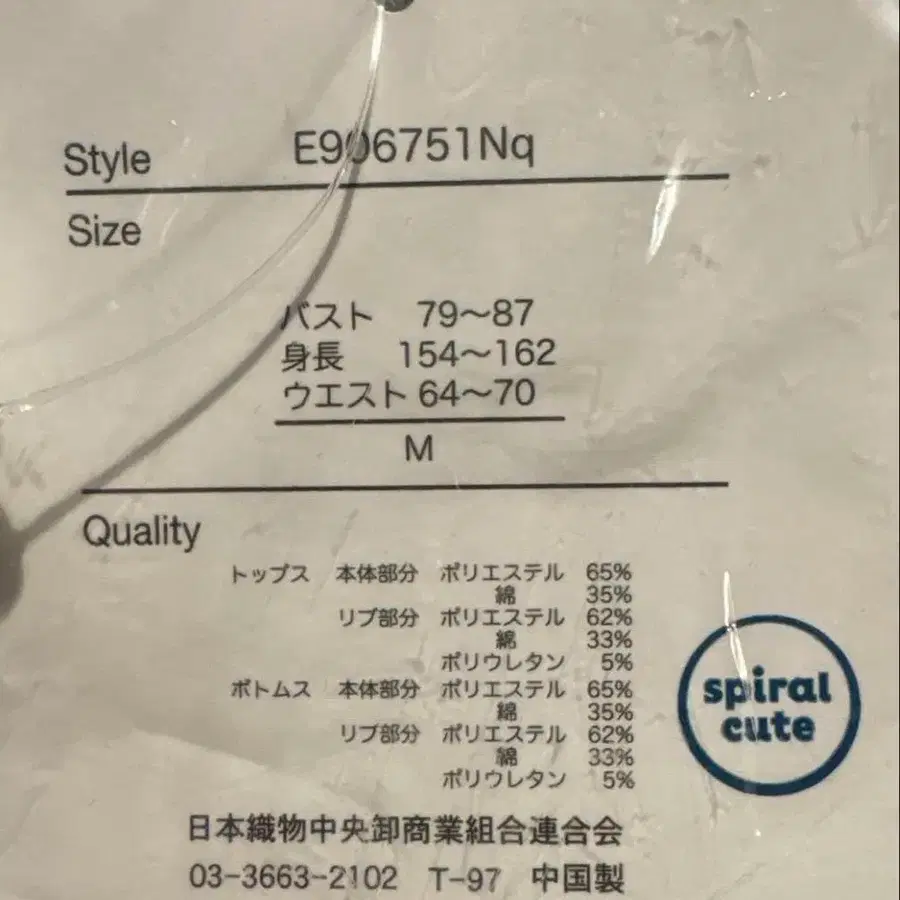 Style E906751Nq
Size
バスト 79～87
身長 154～162
ウエスト 64～70
M
Quality
トップス 本体部分 ポリエステル 65%
綿 35%
リブ部分 ポリエステル 62%
綿 33%
ポリウレタン 5%
ボトムス 本体部分 ポリエステル 65%
綿 35%
リブ部分 ポリエステル 62%
綿 33%
ポリウレタン 5%
spiral
cute
日本織物中央卸商業組合連合会
03-3663-2102 T-97 中国製